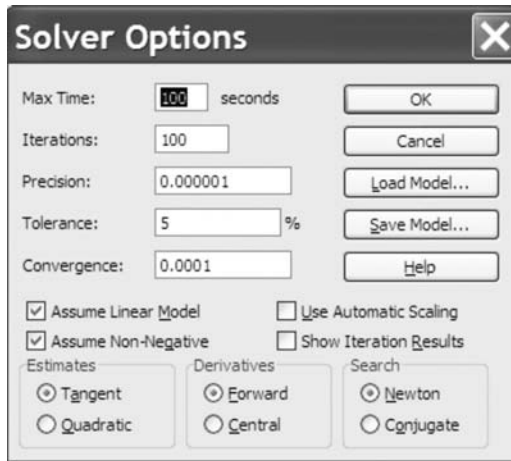 Solver Options
Max Time: 100 seconds
OK
Iterations: 100
Cancel
Precision: 0.000001
Load Model...
Tolerance: 5 %
Save Model...
Convergence: 0.0001
Help
Assume Linear Model
Use Automatic Scaling
Assume Non-Negative
Show Iteration Results
Estimates
Tangent
Quadratic
Derivatives
Forward
Central
Search
Newton
Conjugate